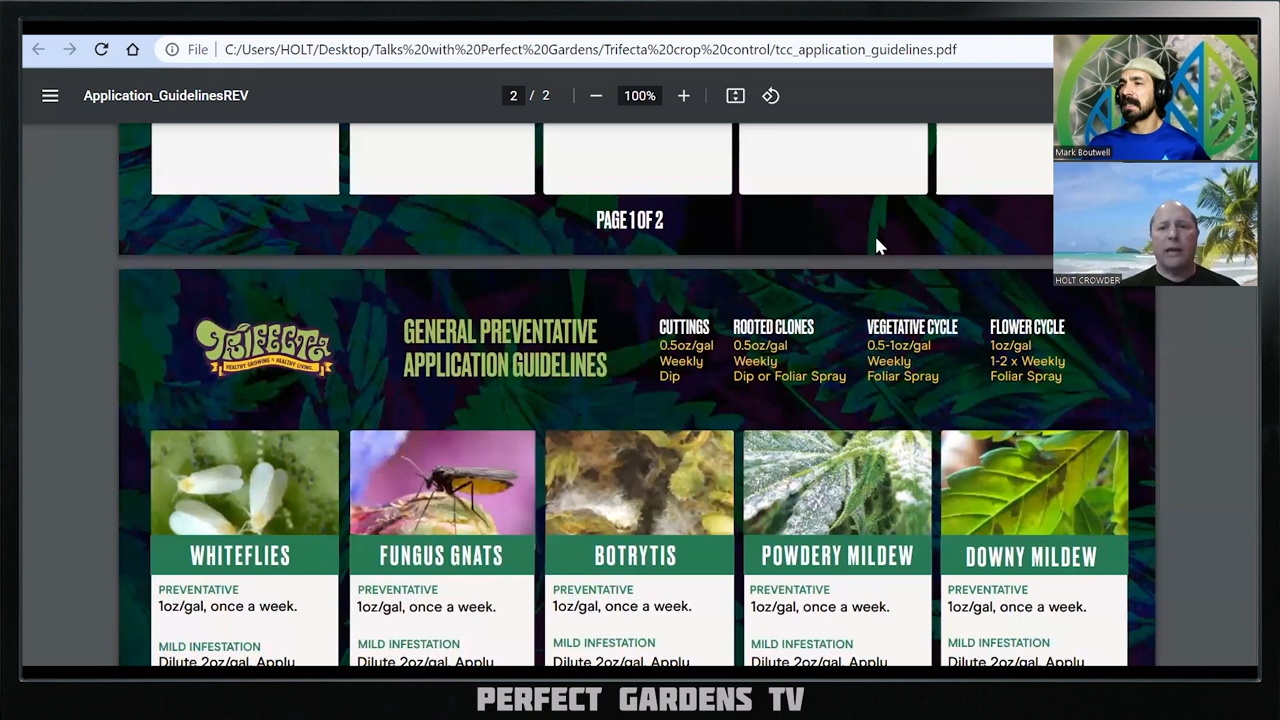 File
C:/Users/HOLT/Desktop/Talks%20with%20Perfect%20Gardens/Trifecta%20crop%20control/tcc_application_guidelines.pdf
Application_GuidelinesREV
2 / 2
100%
Mark Boutwell
HOLT CROWDER
PAGE 1 OF 2
TRIFECTA
HEALTHY GROWING = HEALTHY LIVING.
GENERAL PREVENTATIVE
APPLICATION GUIDELINES
CUTTINGS
0.5oz/gal
Weekly
Dip
ROOTED CLONES
0.5oz/gal
Weekly
Dip or Foliar Spray
VEGETATIVE CYCLE
0.5-1oz/gal
Weekly
Foliar Spray
FLOWER CYCLE
1oz/gal
1-2 x Weekly
Foliar Spray
WHITEFLIES
PREVENTATIVE
1oz/gal, once a week.
MILD INFESTATION
Dilute 2oz/gal. Apply
FUNGUS GNATS
PREVENTATIVE
1oz/gal, once a week.
MILD INFESTATION
Dilute 2oz/gal. Apply
BOTRYTIS
PREVENTATIVE
1oz/gal, once a week.
MILD INFESTATION
Dilute 2oz/gal. Apply
POWDERY MILDEW
PREVENTATIVE
1oz/gal, once a week.
MILD INFESTATION
Dilute 2oz/gal. Apply
DOWNY MILDEW
PREVENTATIVE
1oz/gal, once a week.
MILD INFESTATION
Dilute 2oz/gal. Apply
PERFECT GARDENS TV